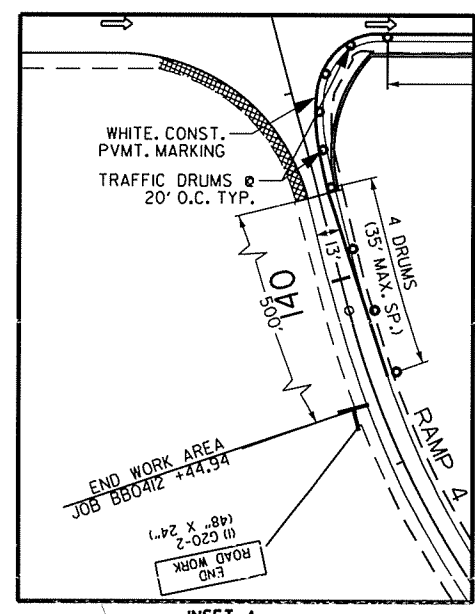 WHITE. CONST.
PVMT. MARKING
TRAFFIC DRUMS @
20' O.C. TYP.
4 DRUMS
(35' MAX. SP.)
13'
140
500'
RAMP 4
END WORK AREA
JOB BB0412 +44.94
(1) G20-2
(48" X 24")
END
ROAD WORK